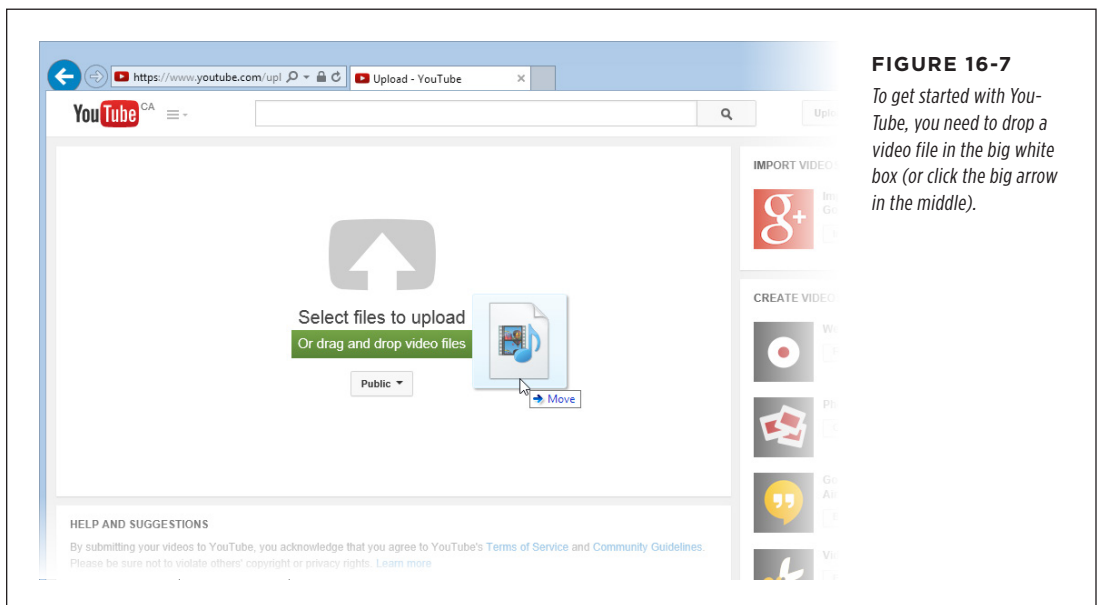 https://www.youtube.com/upl
Upload - YouTube
YouTube CA
IMPORT VIDEO
Select files to upload
Or drag and drop video files
Public
Move
CREATE VIDEO
HELP AND SUGGESTIONS
By submitting your videos to YouTube, you acknowledge that you agree to YouTube's Terms of Service and Community Guidelines.
Please be sure not to violate others' copyright or privacy rights. Learn more
FIGURE 16-7
To get started with You-
Tube, you need to drop a
video file in the big white
box (or click the big arrow
in the middle).